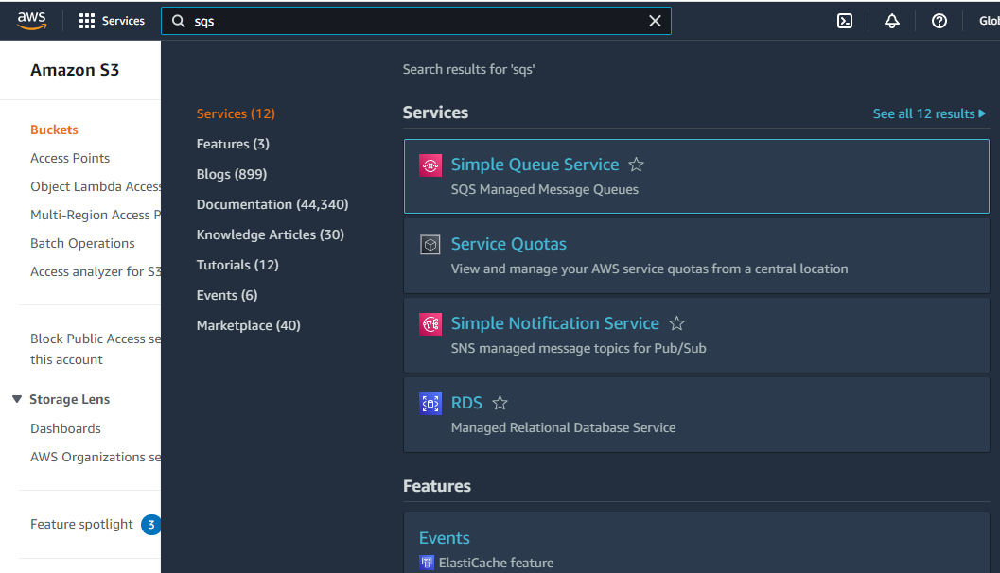 aws
Services
sqs
Amazon S3
Buckets
Access Points
Object Lambda Access
Multi-Region Access P
Batch Operations
Access analyzer for S3
Block Public Access se
this account
Storage Lens
Dashboards
AWS Organizations se
Feature spotlight 3
Services (12)
Features (3)
Blogs (899)
Documentation (44,340)
Knowledge Articles (30)
Tutorials (12)
Events (6)
Marketplace (40)
Search results for 'sqs'
Services
See all 12 results
Simple Queue Service
SQS Managed Message Queues
Service Quotas
View and manage your AWS service quotas from a central location
Simple Notification Service
SNS managed message topics for Pub/Sub
RDS
Managed Relational Database Service
Features
Events
ElastiCache feature
Glob